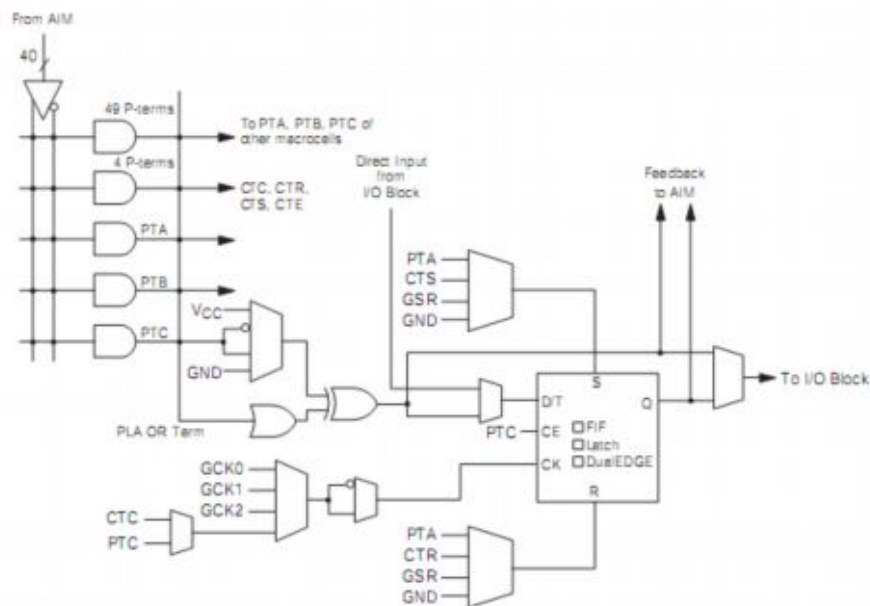 From AIM
40
49 P-terms
To PTA, PTB, PTC of
other macrocells
4 P-terms
CTC, CTR,
CTS, CTE
PTA
PTB
PTC
Direct Input
from
I/O Block
Feedback
to AIM
PTA
CTS
GSR
GND
VCC
GND
PLA OR Term
S
D/T
Q
CE
FIF
Latch
DualEDGE
CK
R
PTC
To I/O Block
GCK0
GCK1
GCK2
CTC
PTC
PTA
CTR
GSR
GND